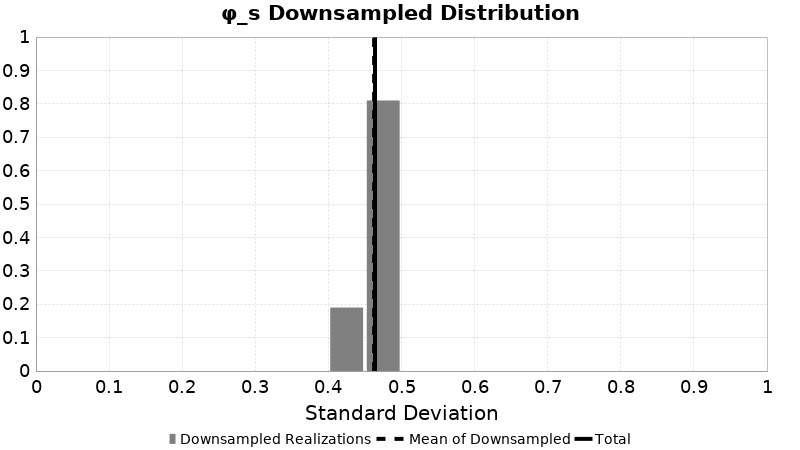 φ_s Downsampled Distribution
1
0.9
0.8
0.7
0.6
0.5
0.4
0.3
0.2
0.1
0
0 0.1 0.2 0.3 0.4 0.5 0.6 0.7 0.8 0.9 1
Standard Deviation
Downsampled Realizations Mean of Downsampled Total